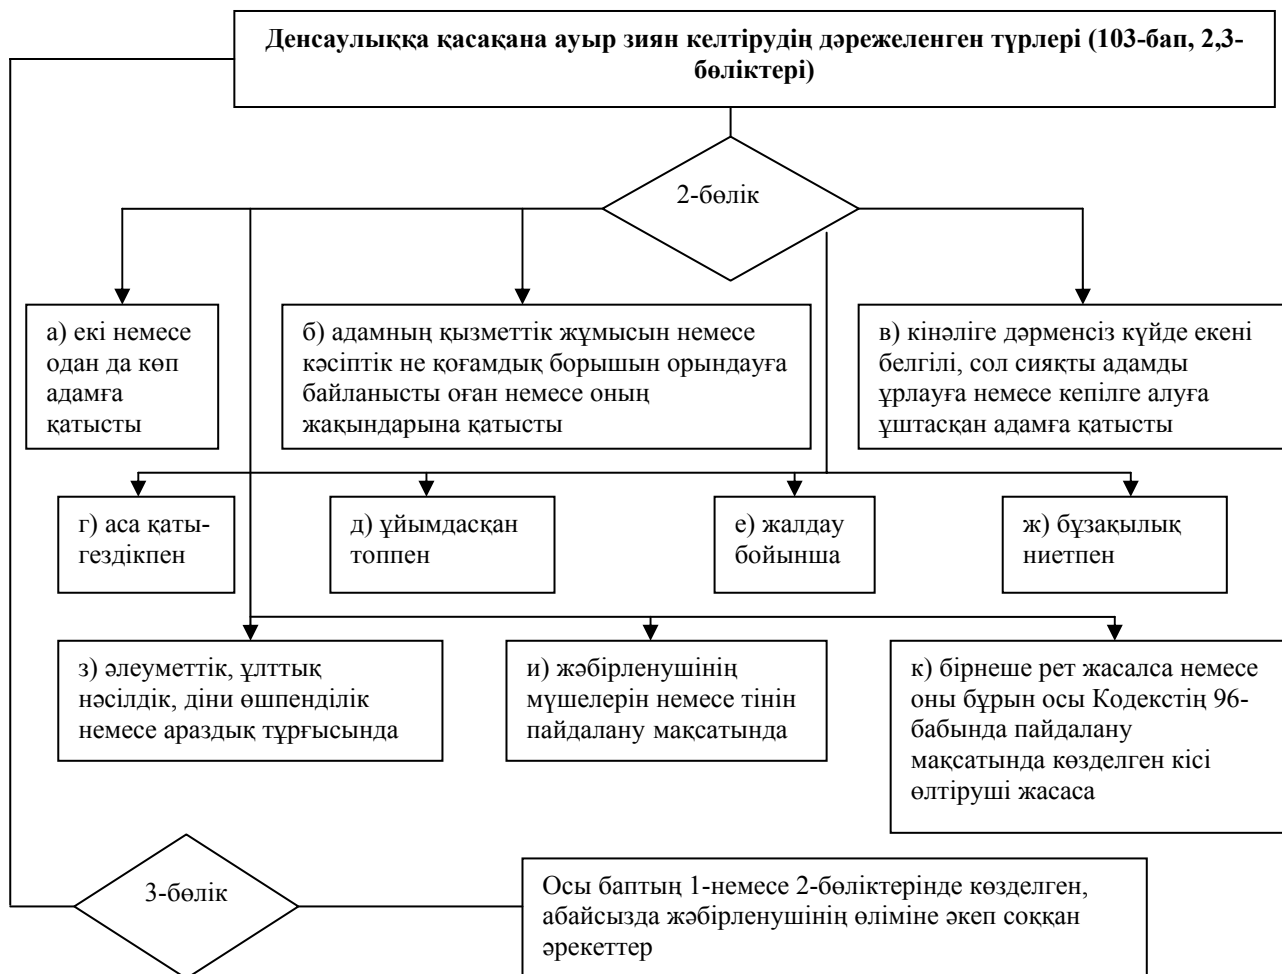 Денсаулыққа қасақана ауыр зиян келтірудің дәрежеленген түрлері (103-бап, 2,3-
бөліктері)
2-бөлік
а) екі немесе
одан да көп
адамға
қатысты
б) адамның қызметтік жұмысын немесе
кәсіптік не қоғамдық борышын орындауға
байланысты оған немесе оның
жақындарына қатысты
в) кінәліге дәрменсіз күйде екені
белгілі, сол сияқты адамды
ұрлауға немесе кепілге алуға
ұштасқан адамға қатысты
г) аса қаты-
гездікпен
д) ұйымдасқан
топпен
е) жалдау
бойынша
ж) бұзақылық
ниетпен
з) әлеуметтік, ұлттық
нәсілдік, діни өшпенділік
немесе араздық тұрғысында
и) жәбірленушінің
мүшелерін немесе тінін
пайдалану мақсатында
к) бірнеше рет жасалса немесе
оны бұрын осы Кодекстің 96-
бабында пайдалану
мақсатында көзделген кісі
өлтіруші жасаса
3-бөлік
Осы баптың 1-немесе 2-бөліктерінде көзделген,
абайсызда жәбірленушінің өліміне әкеп соққан
әрекеттер